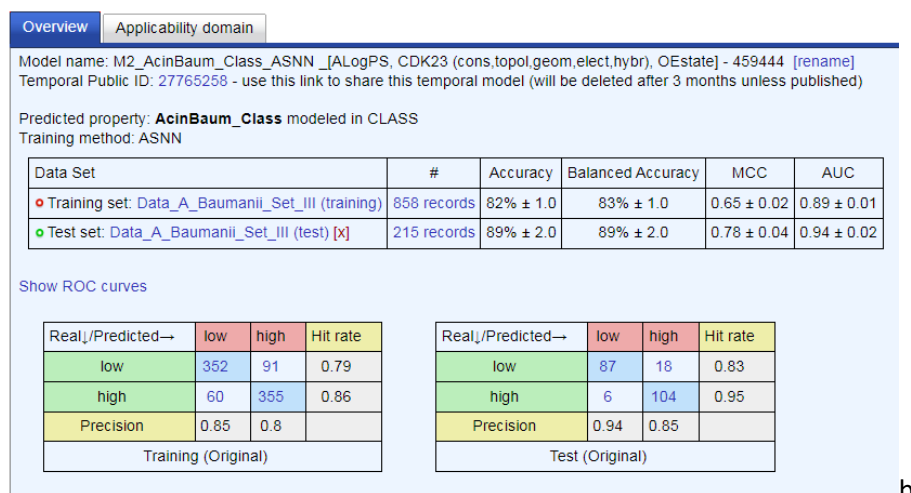 Overview Applicability domain
Model name: M2_AcinBaum_Class_ASNN _[ALogPS, CDK23 (cons,topol,geom,elect,hybr), OEstate] - 459444 [rename]
Temporal Public ID: 27765258 - use this link to share this temporal model (will be deleted after 3 months unless published)
Predicted property: AcinBaum_Class modeled in CLASS
Training method: ASNN
Data Set # Accuracy Balanced Accuracy MCC AUC
Training set: Data_A_Baumanii_Set_III (training) 858 records 82% ± 1.0 83% ± 1.0 0.65 ± 0.02 0.89 ± 0.01
Test set: Data_A_Baumanii_Set_III (test) [x] 215 records 89% ± 2.0 89% ± 2.0 0.78 ± 0.04 0.94 ± 0.02
Show ROC curves
Real↓/Predicted→ low high Hit rate
low 352 91 0.79
high 60 355 0.86
Precision 0.85 0.8
Training (Original)
Real↓/Predicted→ low high Hit rate
low 87 18 0.83
high 6 104 0.95
Precision 0.94 0.85
Test (Original)